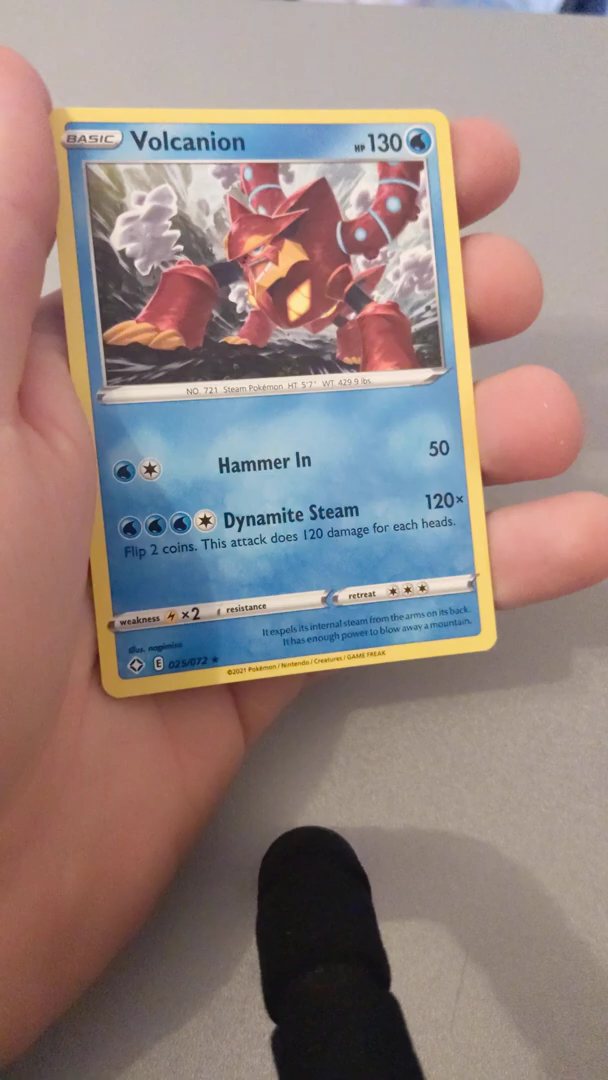 BASIC Volcanion HP 130
NO. 721 Steam Pokémon HT. 5'7" WT. 429.9 lbs
Hammer In 50
Dynamite Steam 120×
Flip 2 coins. This attack does 120 damage for each heads.
weakness ×2 resistance retreat
It expels its internal steam from the arms on its back.
It has enough power to blow away a mountain.
illus. nagimiso
E 025/072 ★
©2021 Pokémon / Nintendo / Creatures / GAME FREAK